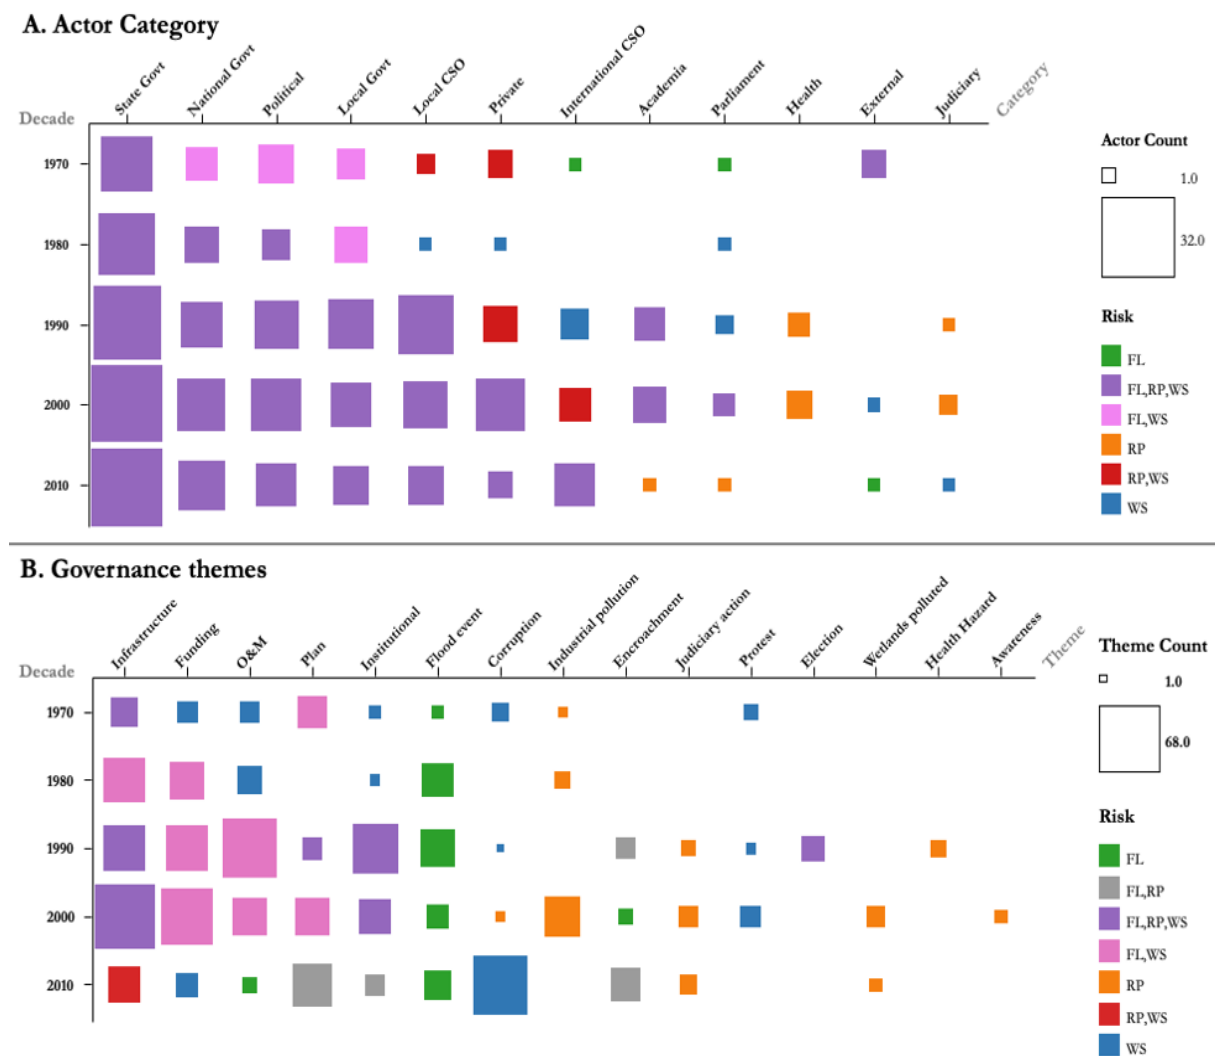 A. Actor Category
State Govt
National Govt
Political
Local Govt
Local CSO
Private
International CSO
Academia
Parliament
Health
External
Judiciary
Category
Decade
1970
1980
1990
2000
2010
Actor Count
1.0
32.0
Risk
FL
FL,RP,WS
FL,WS
RP
RP,WS
WS
B. Governance themes
Infrastructure
Funding
O&M
Plan
Institutional
Flood event
Corruption
Industrial pollution
Encroachment
Judiciary action
Protest
Election
Wetlands polluted
Health Hazard
Awareness
Theme
Decade
1970
1980
1990
2000
2010
Theme Count
1.0
68.0
Risk
FL
FL,RP
FL,RP,WS
FL,WS
RP
RP,WS
WS